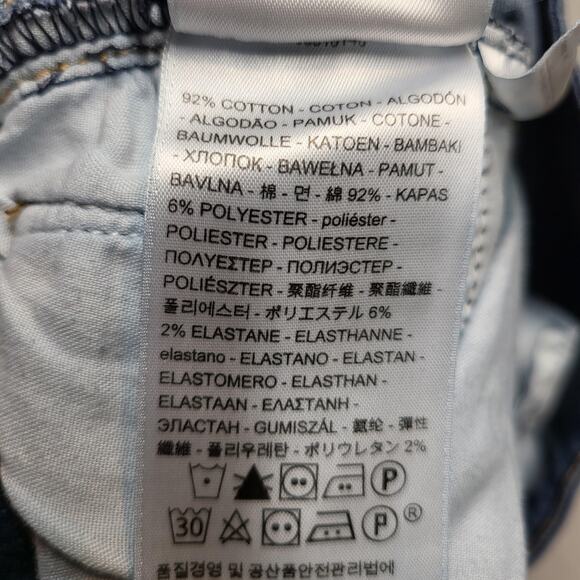 92% COTTON - COTON - ALGODÓN
- ALGODÃO - PAMUK - COTONE -
BAUMWOLLE - KATOEN - BAMBAKI
- ХЛОПОК - BAWEŁNA - PAMUT -
BAVLNA - 棉 - 면 - 綿 92% - KAPAS
6% POLYESTER - poliéster -
POLIESTER - POLIESTERE -
ΠΟΛΥΕΣΤΕΡ - ПОЛИЭСТЕР -
POLIÉSZTER - 聚酯纤维 - 聚酯纖維 -
폴리에스터 - ポリエステル 6%
2% ELASTANE - ELASTHANNE -
elastano - ELASTANO - ELASTAN -
ELASTOMERO - ELASTHAN -
ELASTAAN - ΕΛΑΣΤΑΝΗ -
ЭЛАСТАН - GUMISZÁL - 氨纶 - 彈性
纖維 - 폴리우레탄 - ポリウレタン 2%
P
30 P ®
품질경영 및 공산품안전관리법에